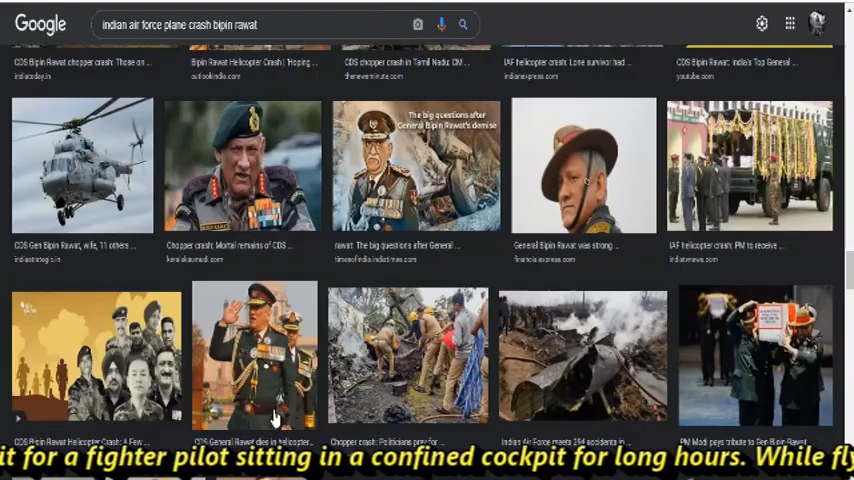 Google
indian air force plane crash bipin rawat
CDS Bipin Rawat chopper crash: Those on ...
Bipin Rawat Helicopter Crash | 'Hoping ...
CDS chopper crash in Tamil Nadu: CM ...
IAF helicopter crash: Lone survivor had ...
CDS Bipin Rawat: India's Top General ...
indiatoday.in
outlookindia.com
thenewsminute.com
indianexpress.com
youtube.com
The big questions after
General Bipin Rawat's demise
CDS Gen Bipin Rawat, wife, 11 others ...
Chopper crash: Mortal remains of CDS ...
rawat: The big questions after General ...
General Bipin Rawat was strong ...
IAF helicopter crash: PM to receive ...
indiastrategic.in
keralakaumudi.com
timesofindia.indiatimes.com
financialexpress.com
indiatvnews.com
Bipin Rawat Helicopter Crash: A Few ...
CDS General Rawat dies in helicopter...
Chopper crash: Politicians pray for ...
Indian Air Force meets 254 accidents in ...
PM Modi pays tribute to Gen Bipin Rawat
it for a fighter pilot sitting in a confined cockpit for long hours. While fly